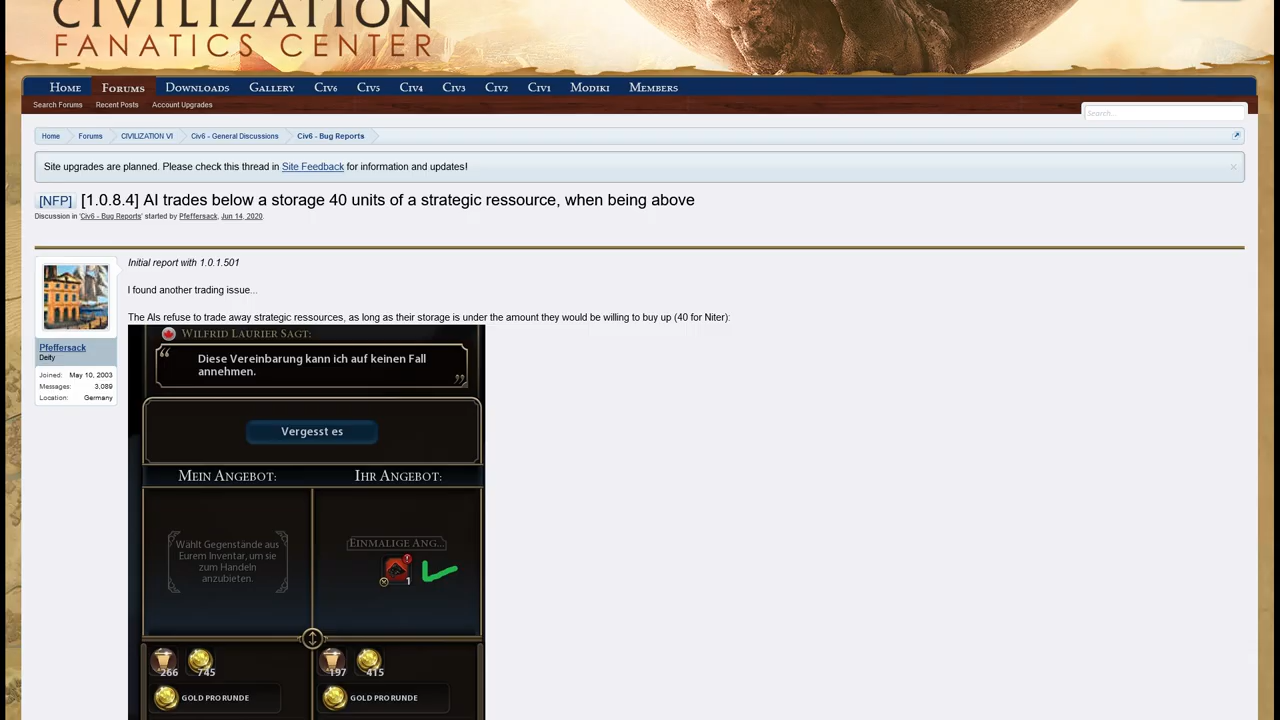 CIVILIZATION
FANATICS CENTER
Home Forums Downloads Gallery Civ6 Civ5 Civ4 Civ3 Civ2 Civ1 Modiki Members
Search Forums Recent Posts Account Upgrades
Search...
Home Forums CIVILIZATION VI Civ6 - General Discussions Civ6 - Bug Reports
Site upgrades are planned. Please check this thread in Site Feedback for information and updates!
[NFP] [1.0.8.4] AI trades below a storage 40 units of a strategic ressource, when being above
Discussion in 'Civ6 - Bug Reports' started by Pfeffersack, Jun 14, 2020.
Initial report with 1.0.1.501
I found another trading issue...
The AIs refuse to trade away strategic ressources, as long as their storage is under the amount they would be willing to buy up (40 for Niter):
Pfeffersack
Deity
Joined: May 10, 2003
Messages: 3,089
Location: Germany
Wilfrid Laurier Sagt:
Diese Vereinbarung kann ich auf keinen Fall
annehmen.
Vergesst es
Mein Angebot: Ihr Angebot:
Wählt Gegenstände aus
Eurem Inventar, um sie
zum Handeln
anzubieten.
Einmalige Ang...
1
266 745 197 415
GOLD PRO RUNDE GOLD PRO RUNDE